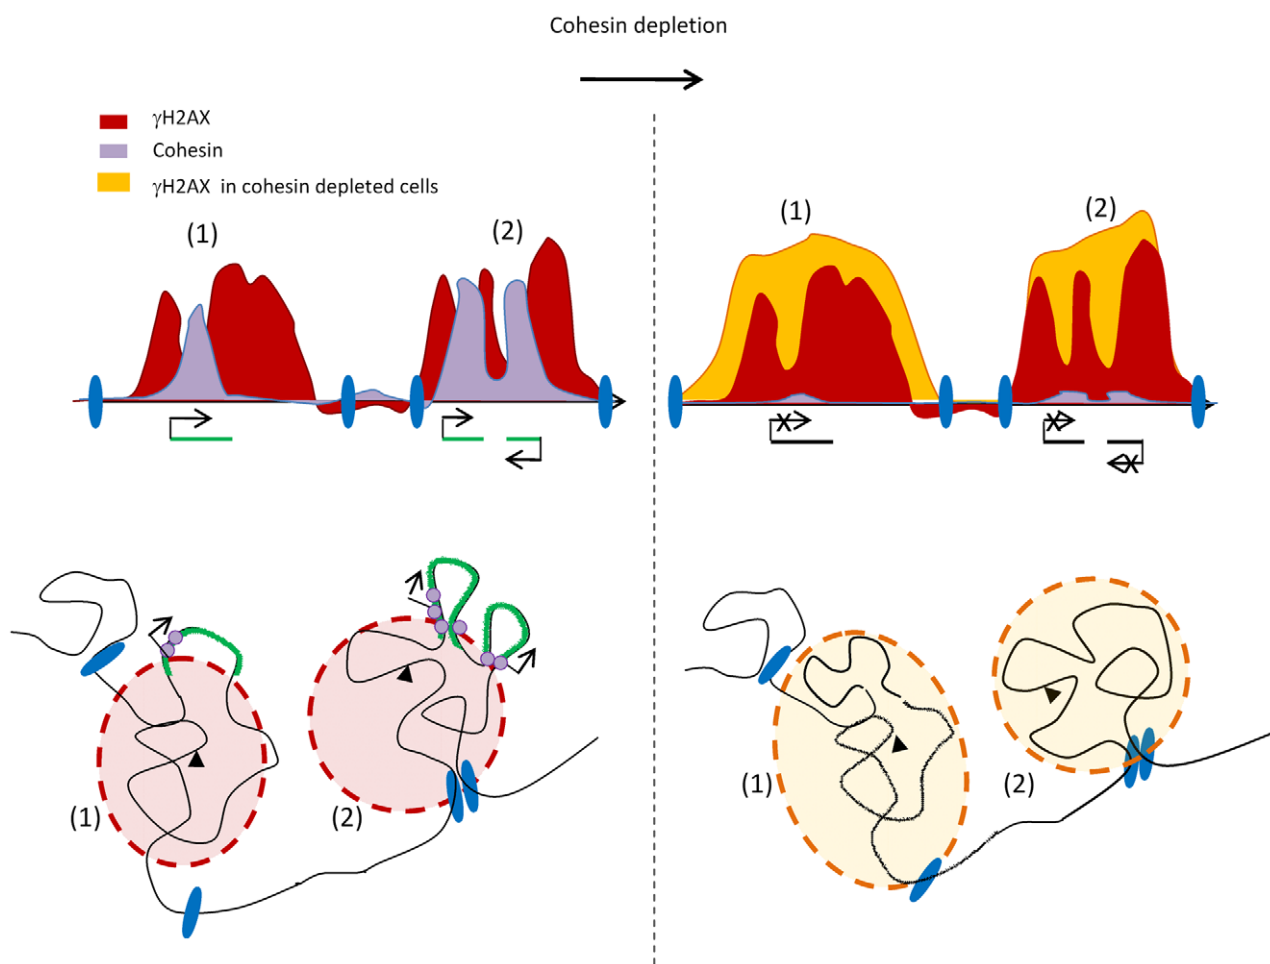 Cohesin depletion
γH2AX
Cohesin
γH2AX in cohesin depleted cells
(1)
(2)
(1)
(2)
(1)
(2)
(1)
(2)